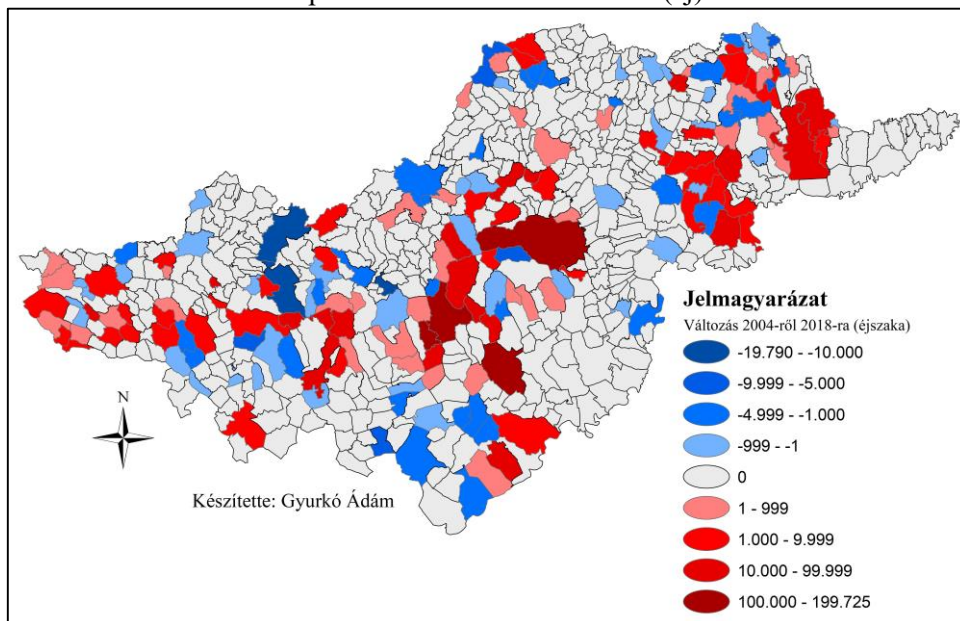 Jelmagyarázat
Változás 2004-ről 2018-ra (éjszaka)
-19.790 - -10.000
-9.999 - -5.000
-4.999 - -1.000
-999 - -1
0
1 - 999
1.000 - 9.999
10.000 - 99.999
100.000 - 199.725
N
Készítette: Gyurkó Ádám